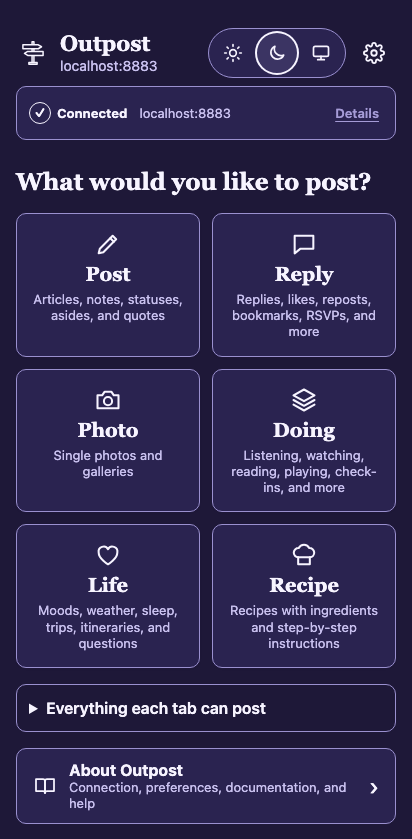 Outpost
localhost:8883
Connected localhost:8883 Details
What would you like to post?
Post
Articles, notes, statuses,
asides, and quotes
Reply
Replies, likes, reposts,
bookmarks, RSVPs, and
more
Photo
Single photos and
galleries
Doing
Listening, watching,
reading, playing, check-
ins, and more
Life
Moods, weather, sleep,
trips, itineraries, and
questions
Recipe
Recipes with ingredients
and step-by-step
instructions
Everything each tab can post
About Outpost
Connection, preferences, documentation, and
help